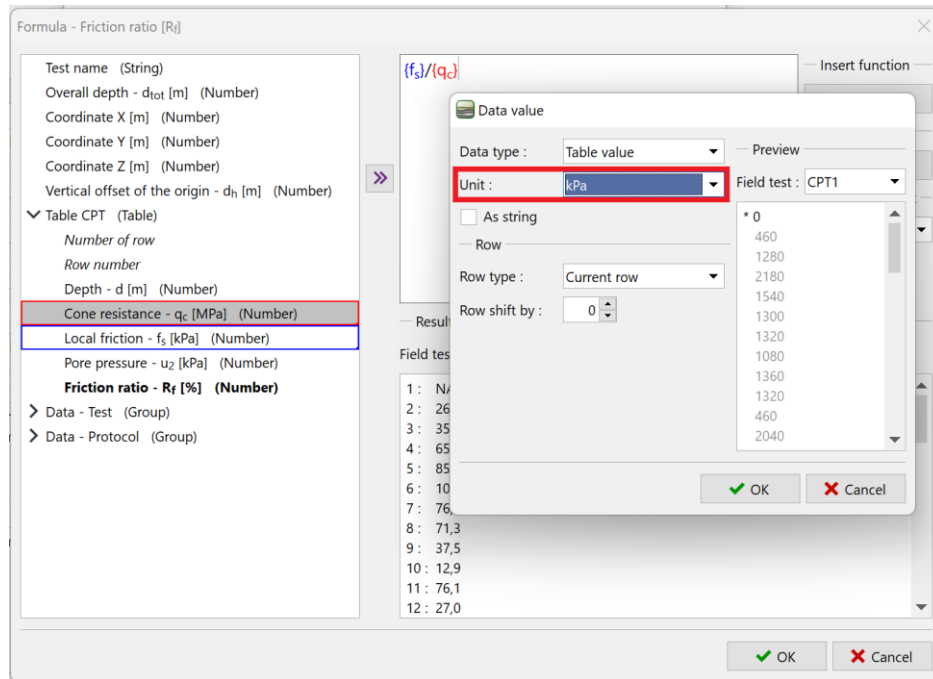 Formula - Friction ratio [Rf]
Test name (String)
Overall depth - dtot [m] (Number)
Coordinate X [m] (Number)
Coordinate Y [m] (Number)
Coordinate Z [m] (Number)
Vertical offset of the origin - dh [m] (Number)
Table CPT (Table)
Number of row
Row number
Depth - d [m] (Number)
Cone resistance - qc [MPa] (Number)
Local friction - fs [kPa] (Number)
Pore pressure - u2 [kPa] (Number)
Friction ratio - Rf [%] (Number)
Data - Test (Group)
Data - Protocol (Group)
{fs}/{qc}
Insert function
Data value
Data type :
Table value
Unit :
kPa
As string
Row
Row type :
Current row
Row shift by :
0
Preview
Field test :
CPT1
* 0
460
1280
2180
1540
1300
1320
1080
1360
1320
460
2040
OK
Cancel
1 :
2 : 26
3 : 35
4 : 65
5 : 85
6 : 10
7 : 76,
8 : 71,3
9 : 37,5
10 : 12,9
11 : 76,1
12 : 27,0
OK
Cancel